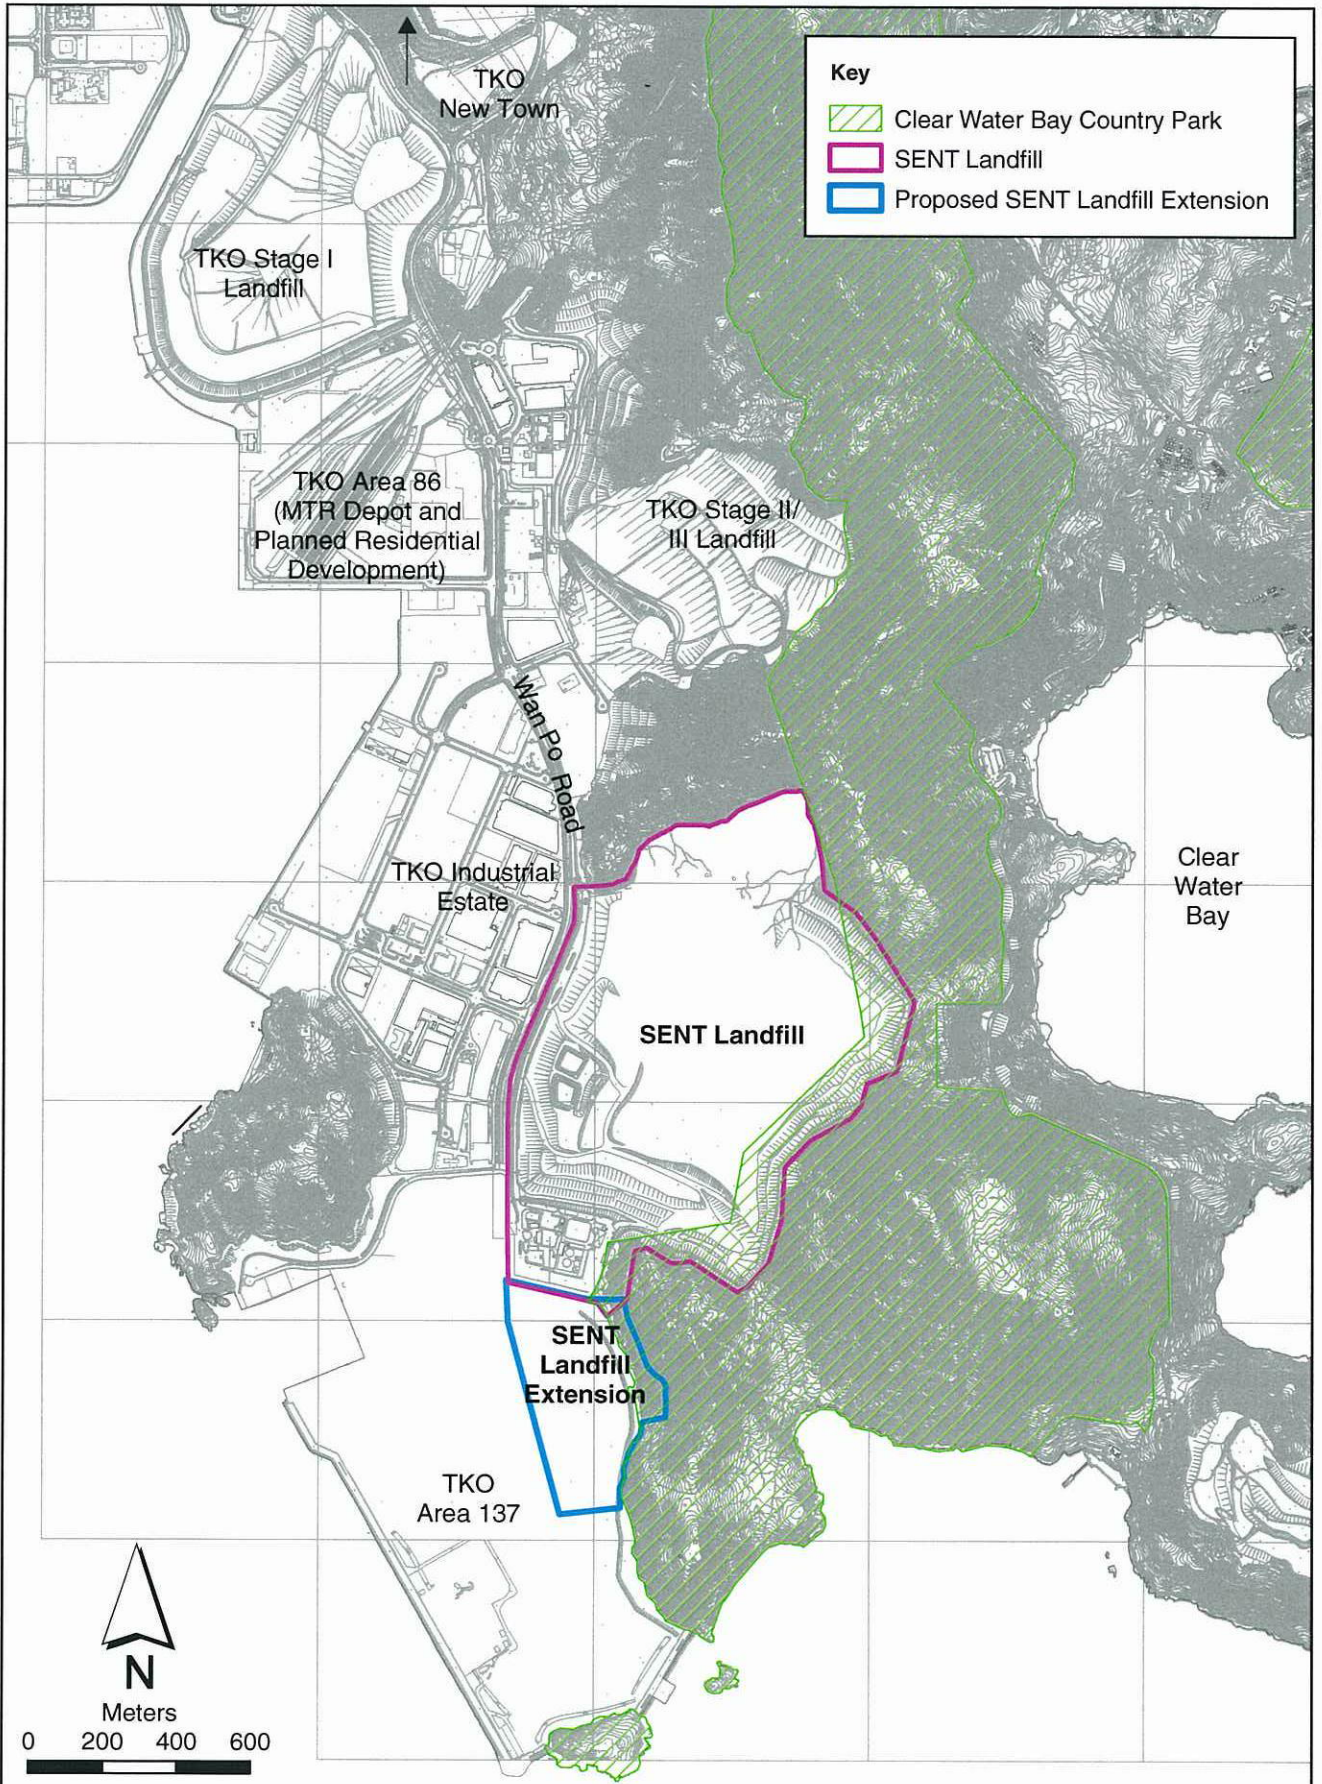 TKO
New Town
Key
Clear Water Bay Country Park
SENT Landfill
Proposed SENT Landfill Extension
TKO Stage I
Landfill
TKO Area 86
(MTR Depot and
Planned Residential
Development)
TKO Stage II/
III Landfill
Wan Po Road
TKO Industrial
Estate
Clear
Water
Bay
SENT Landfill
SENT
Landfill
Extension
TKO
Area 137
N
Meters
0 200 400 600